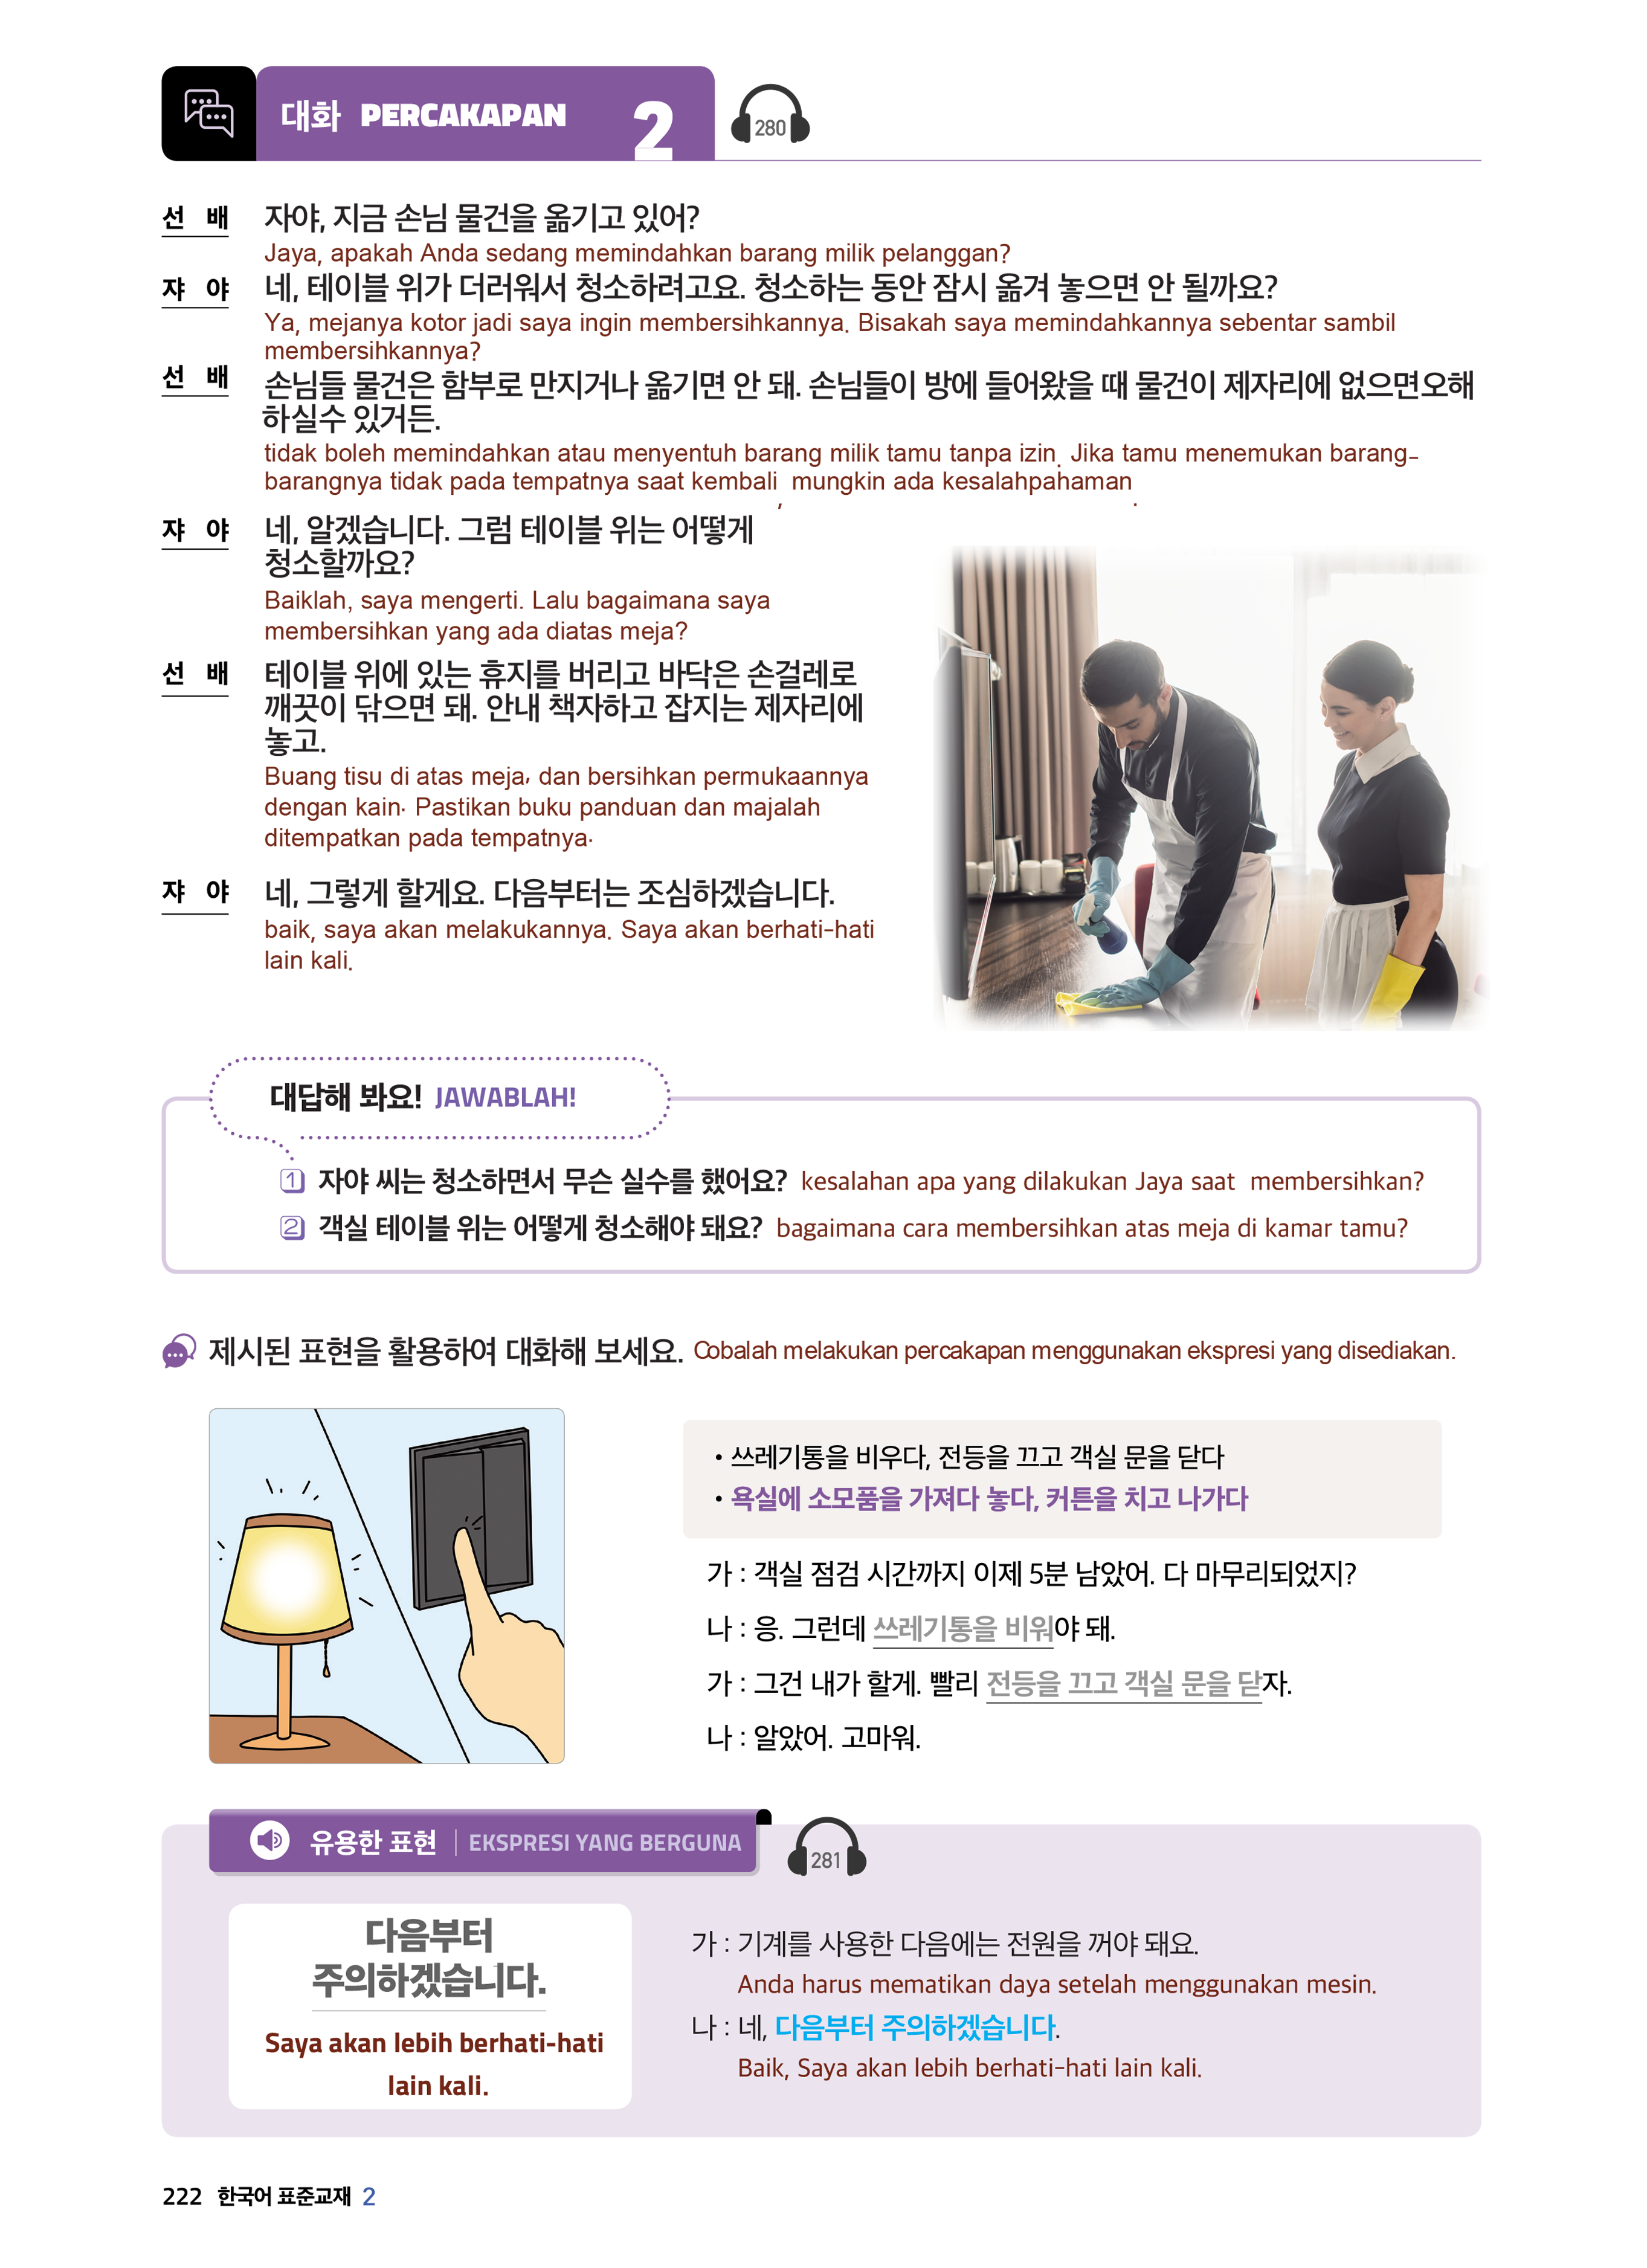 대화 PERCAKAPAN 2
280
선 배 자야, 지금 손님 물건을 옮기고 있어?
Jaya, apakah Anda sedang memindahkan barang milik pelanggan?
쟈 야 네, 테이블 위가 더러워서 청소하려고요. 청소하는 동안 잠시 옮겨 놓으면 안 될까요?
Ya, mejanya kotor jadi saya ingin membersihkannya. Bisakah saya memindahkannya sebentar sambil
membersihkannya?
선 배 손님들 물건은 함부로 만지거나 옮기면 안 돼. 손님들이 방에 들어왔을 때 물건이 제자리에 없으면오해
하실수 있거든.
tidak boleh memindahkan atau menyentuh barang milik tamu tanpa izin. Jika tamu menemukan barang-
barangnya tidak pada tempatnya saat kembali, mungkin ada kesalahpahaman.
쟈 야 네, 알겠습니다. 그럼 테이블 위는 어떻게
청소할까요?
Baiklah, saya mengerti. Lalu bagaimana saya
membersihkan yang ada diatas meja?
선 배 테이블 위에 있는 휴지를 버리고 바닥은 손걸레로
깨끗이 닦으면 돼. 안내 책자하고 잡지는 제자리에
놓고.
Buang tisu di atas meja, dan bersihkan permukaannya
dengan kain. Pastikan buku panduan dan majalah
ditempatkan pada tempatnya.
쟈 야 네, 그렇게 할게요. 다음부터는 조심하겠습니다.
baik, saya akan melakukannya. Saya akan berhati-hati
lain kali.
대답해 봐요! JAWABLAH!
1 자야 씨는 청소하면서 무슨 실수를 했어요? kesalahan apa yang dilakukan Jaya saat membersihkan?
2 객실 테이블 위는 어떻게 청소해야 돼요? bagaimana cara membersihkan atas meja di kamar tamu?
제시된 표현을 활용하여 대화해 보세요. Cobalah melakukan percakapan menggunakan ekspresi yang disediakan.
• 쓰레기통을 비우다, 전등을 끄고 객실 문을 닫다
• 욕실에 소모품을 가져다 놓다, 커튼을 치고 나가다
가 : 객실 점검 시간까지 이제 5분 남았어. 다 마무리되었지?
나 : 응. 그런데 쓰레기통을 비워야 돼.
가 : 그건 내가 할게. 빨리 전등을 끄고 객실 문을 닫자.
나 : 알았어. 고마워.
유용한 표현 EKSPRESI YANG BERGUNA
281
다음부터
주의하겠습니다.
Saya akan lebih berhati-hati
lain kali.
가 : 기계를 사용한 다음에는 전원을 꺼야 돼요.
Anda harus mematikan daya setelah menggunakan mesin.
나 : 네, 다음부터 주의하겠습니다.
Baik, Saya akan lebih berhati-hati lain kali.
222 한국어 표준교재 2